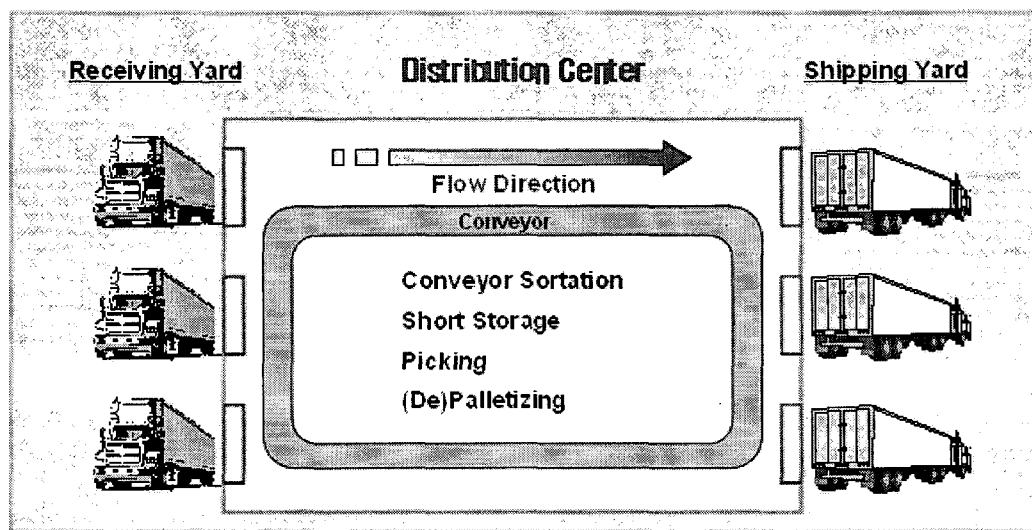 Receiving Yard
Distribution Center
Shipping Yard
Flow Direction
Conveyor
Conveyor Sortation
Short Storage
Picking
(De)Palletizing